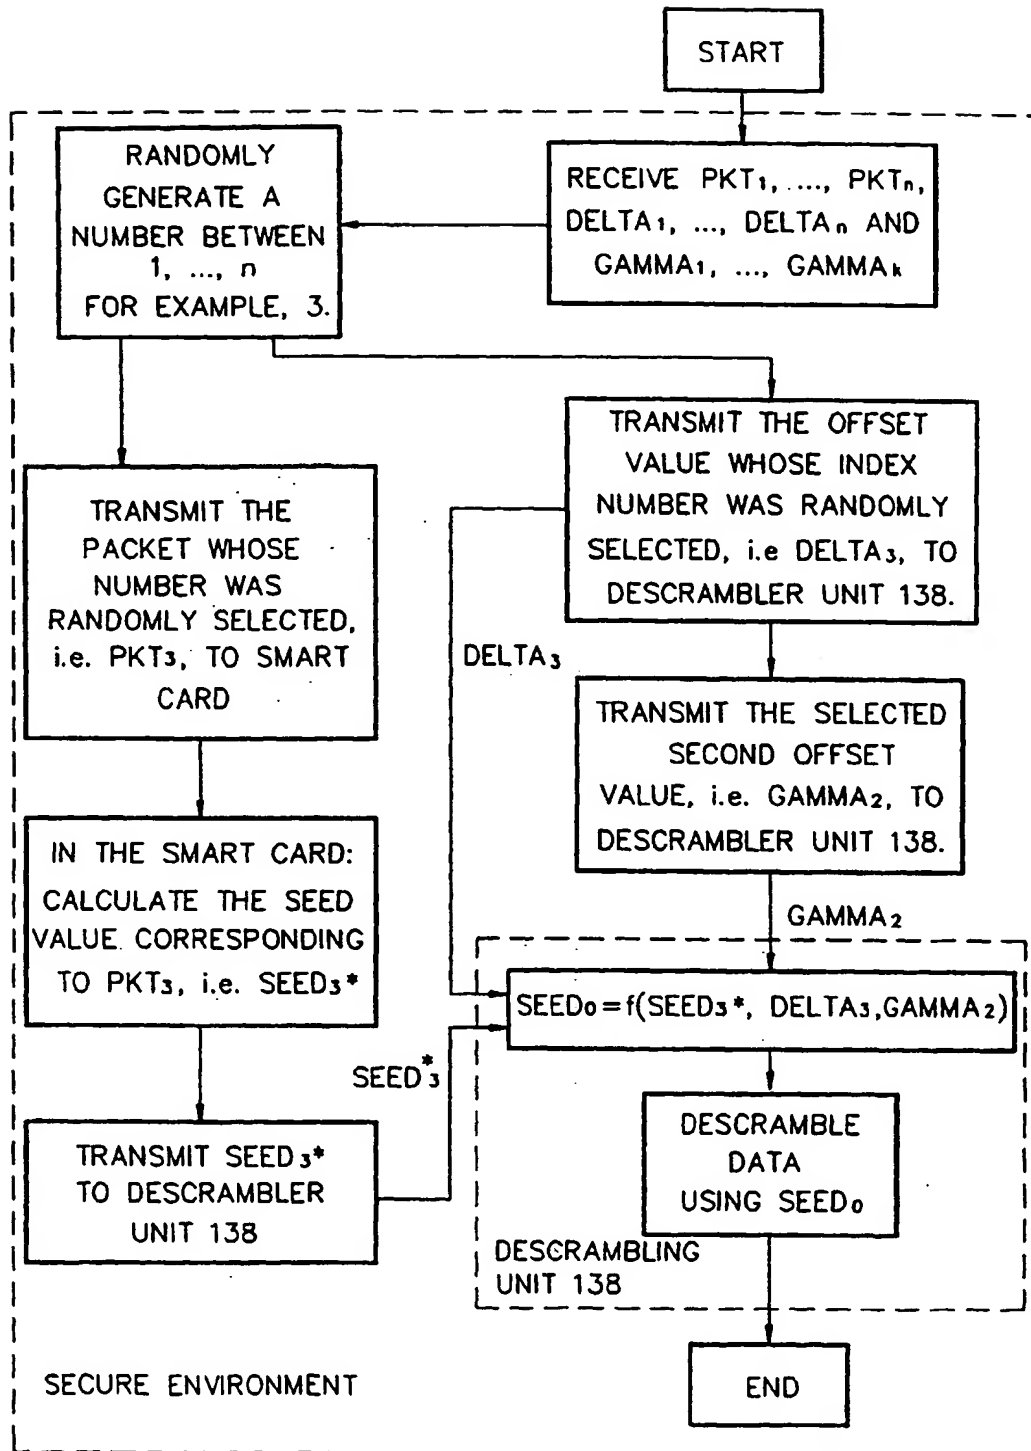 START
RECEIVE PKT₁, ..., PKTₙ,
DELTA₁, ..., DELTAₙ AND
GAMMA₁, ..., GAMMAₖ
RANDOMLY
GENERATE A
NUMBER BETWEEN
1, ..., n
FOR EXAMPLE, 3.
TRANSMIT THE OFFSET
VALUE WHOSE INDEX
NUMBER WAS RANDOMLY
SELECTED, i.e DELTA₃, TO
DESCRAMBLER UNIT 138.
TRANSMIT THE
PACKET WHOSE
NUMBER WAS
RANDOMLY SELECTED,
i.e. PKT₃, TO SMART
CARD
DELTA₃
TRANSMIT THE SELECTED
SECOND OFFSET
VALUE, i.e. GAMMA₂, TO
DESCRAMBLER UNIT 138.
IN THE SMART CARD:
CALCULATE THE SEED
VALUE CORRESPONDING
TO PKT₃, i.e. SEED₃*
GAMMA₂
SEED₀=f(SEED₃*, DELTA₃,GAMMA₂)
SEED₃*
TRANSMIT SEED₃*
TO DESCRAMBLER
UNIT 138
DESCRAMBLE
DATA
USING SEED₀
DESCRAMBLING
UNIT 138
END
SECURE ENVIRONMENT